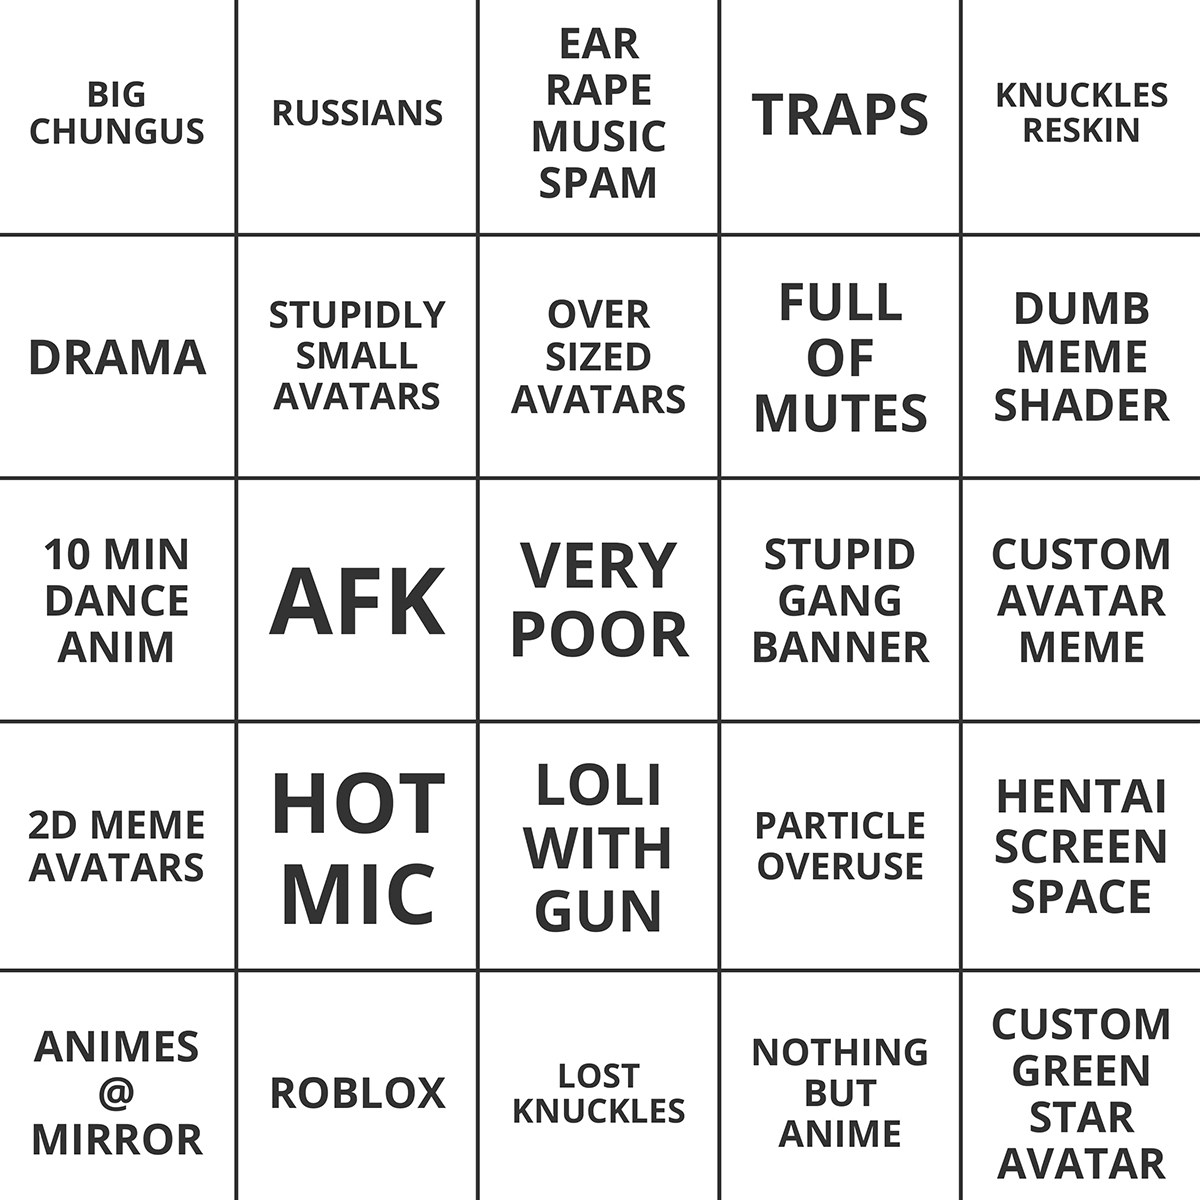 BIG
CHUNGUS
RUSSIANS
EAR
RAPE
MUSIC
SPAM
TRAPS
KNUCKLES
RESKIN
DRAMA
STUPIDLY
SMALL
AVATARS
OVER
SIZED
AVATARS
FULL
OF
MUTES
DUMB
MEME
SHADER
10 MIN
DANCE
ANIM
AFK
VERY
POOR
STUPID
GANG
BANNER
CUSTOM
AVATAR
MEME
2D MEME
AVATARS
HOT
MIC
LOLI
WITH
GUN
PARTICLE
OVERUSE
HENTAI
SCREEN
SPACE
ANIMES
@
MIRROR
ROBLOX
LOST
KNUCKLES
NOTHING
BUT
ANIME
CUSTOM
GREEN
STAR
AVATAR